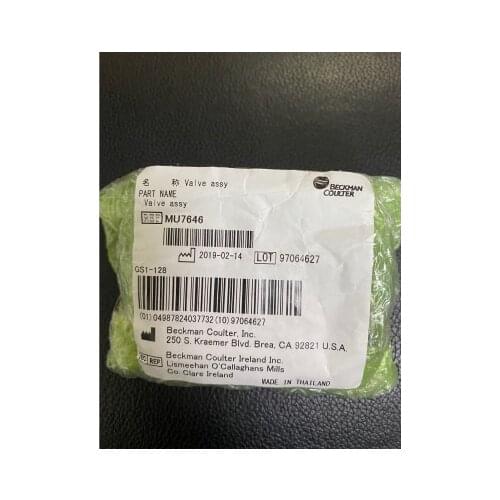 名 称 Valve assy
BECKMAN
COULTER
PART NAME
Valve assy
MU7646
2019-02-14 LOT 97064627
GS1-128
(01)04987824037732(10)97064627
Beckman Coulter, Inc.
250 S. Kraemer Blvd. Brea, CA 92821 U.S.A.
EC REP Beckman Coulter Ireland Inc.
Lismeehan O'Callaghans Mills
Co. Clare Ireland
MADE IN THAILAND